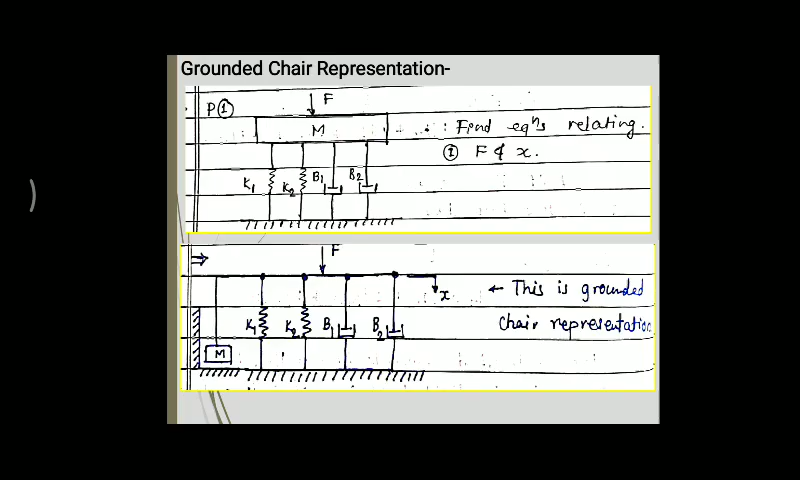 Grounded Chair Representation-
P①
F
M
: Find eqⁿs relating.
① F & x.
K₁ K₂ B₁ B₂
⇒
F
x
← This is grounded
chair representation
K₁ K₂ B₁ B₂
M